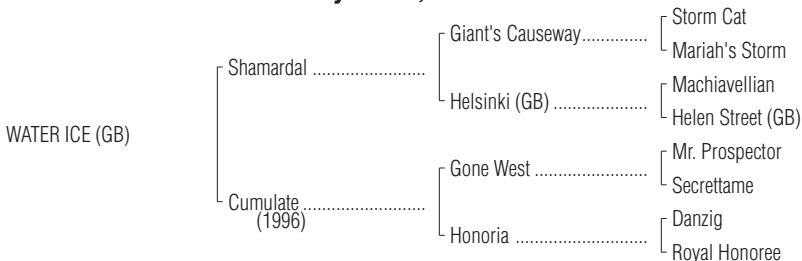 Storm Cat
Giant's Causeway..............
Mariah's Storm
Shamardal ........................
Machiavellian
Helsinki (GB) ....................
Helen Street (GB)
WATER ICE (GB)
Mr. Prospector
Gone West ........................
Secrettame
Cumulate ..........................
(1996)
Danzig
Honoria ............................
Royal Honoree